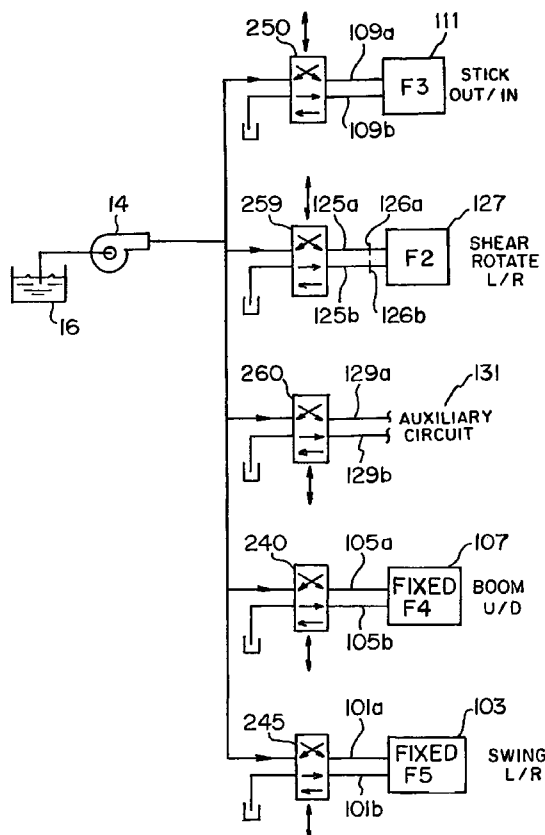 250
109a
111
F3
STICK
OUT/IN
109b
14
16
259
125a
126a
127
F2
SHEAR
ROTATE
L/R
125b
126b
260
129a
131
AUXILIARY
CIRCUIT
129b
240
105a
107
FIXED
F4
BOOM
U/D
105b
245
101a
103
FIXED
F5
SWING
L/R
101b